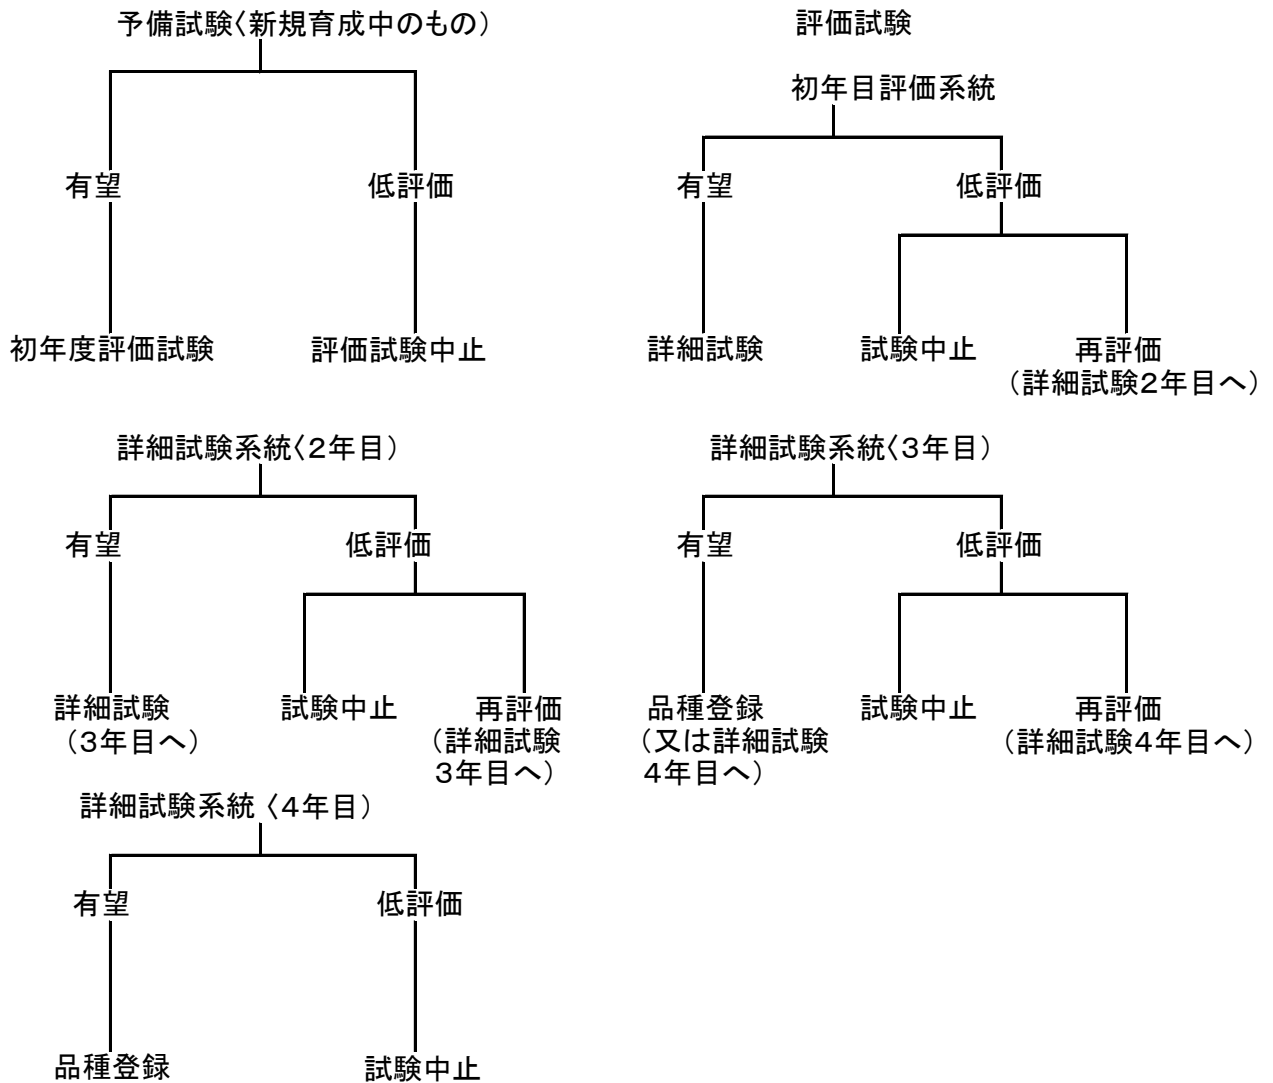 予備試験〈新規育成中のもの）
有望
低評価
初年度評価試験
評価試験中止
評価試験
初年目評価系統
有望
低評価
詳細試験
試験中止
再評価
（詳細試験2年目へ）
詳細試験系統〈2年目）
有望
低評価
詳細試験
（3年目へ）
試験中止
再評価
（詳細試験
3年目へ）
詳細試験系統〈3年目）
有望
低評価
品種登録
（又は詳細試験
4年目へ）
試験中止
再評価
（詳細試験4年目へ）
詳細試験系統〈4年目）
有望
低評価
品種登録
試験中止